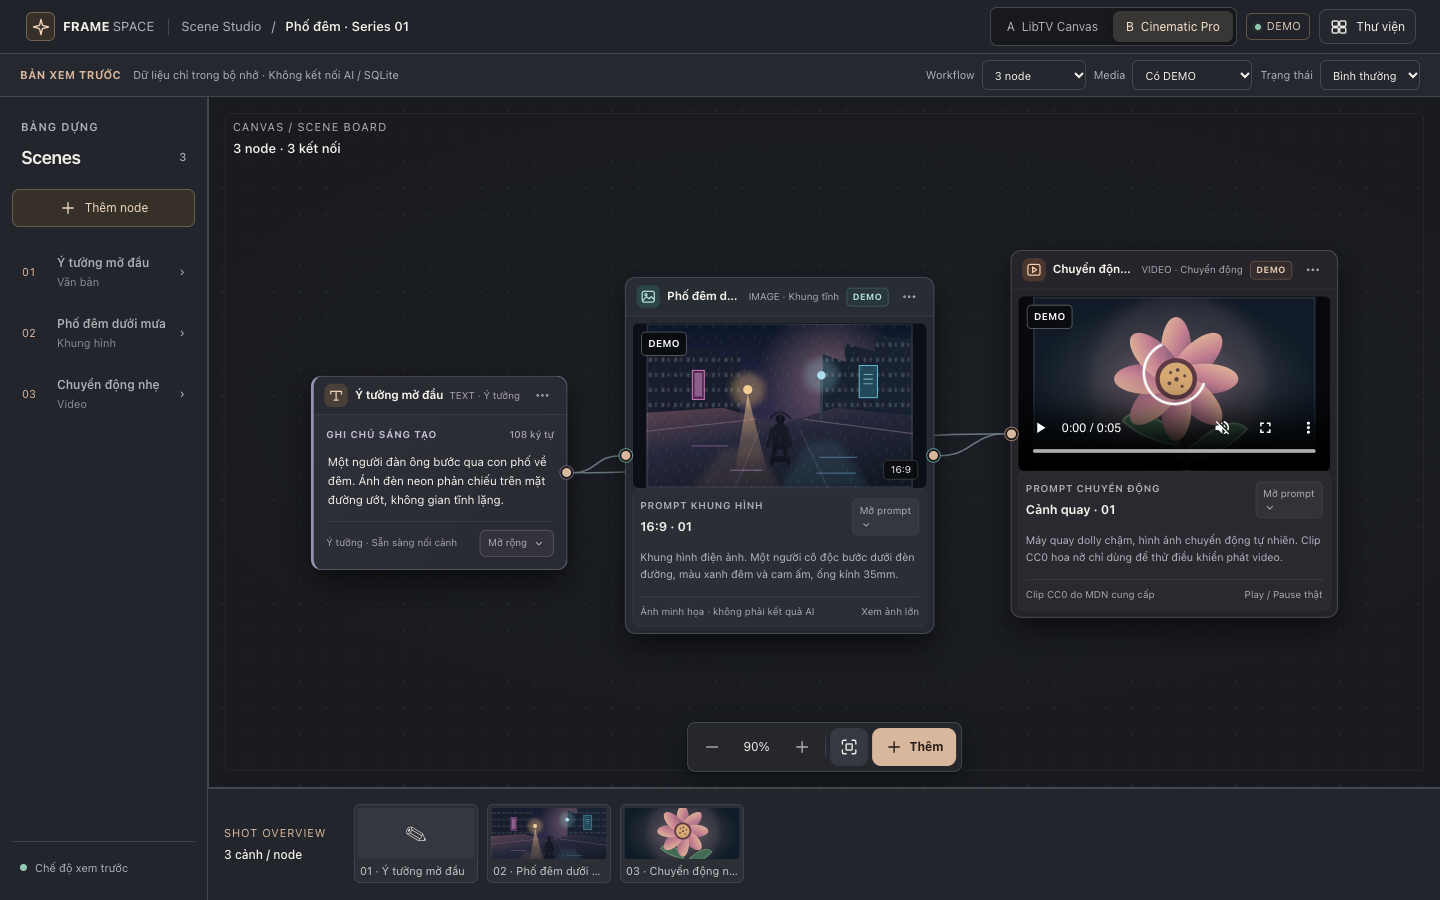 FRAME SPACE
Scene Studio / Phố đêm · Series 01
A LibTV Canvas
B Cinematic Pro
DEMO
Thư viện
BẢN XEM TRƯỚC Dữ liệu chỉ trong bộ nhớ · Không kết nối AI / SQLite
Workflow 3 node
Media Có DEMO
Trạng thái Bình thường
BẢNG DỰNG
Scenes 3
Thêm node
01 Ý tưởng mở đầu
Văn bản
02 Phố đêm dưới mưa
Khung hình
03 Chuyển động nhẹ
Video
Chế độ xem trước
CANVAS / SCENE BOARD
3 node · 3 kết nối
Ý tưởng mở đầu TEXT · Ý tưởng
GHI CHÚ SÁNG TẠO 108 ký tự
Một người đàn ông bước qua con phố về
đêm. Ánh đèn neon phản chiếu trên mặt
đường ướt, không gian tĩnh lặng.
Ý tưởng · Sẵn sàng nối cảnh
Mở rộng
Phố đêm d... IMAGE · Khung tĩnh DEMO
DEMO
16:9
PROMPT KHUNG HÌNH
16:9 · 01
Mở prompt
Khung hình điện ảnh. Một người cô độc bước dưới đèn
đường, màu xanh đêm và cam ấm, ống kính 35mm.
Ảnh minh họa · không phải kết quả AI
Xem ảnh lớn
Chuyển độn... VIDEO · Chuyển động DEMO
DEMO
0:00 / 0:05
PROMPT CHUYỂN ĐỘNG
Cảnh quay · 01
Mở prompt
Máy quay dolly chậm, hình ảnh chuyển động tự nhiên. Clip
CC0 hoa nở chỉ dùng để thử điều khiển phát video.
Clip CC0 do MDN cung cấp
Play / Pause thật
90%
Thêm
SHOT OVERVIEW
3 cảnh / node
01 · Ý tưởng mở đầu
02 · Phố đêm dưới ...
03 · Chuyển động n...